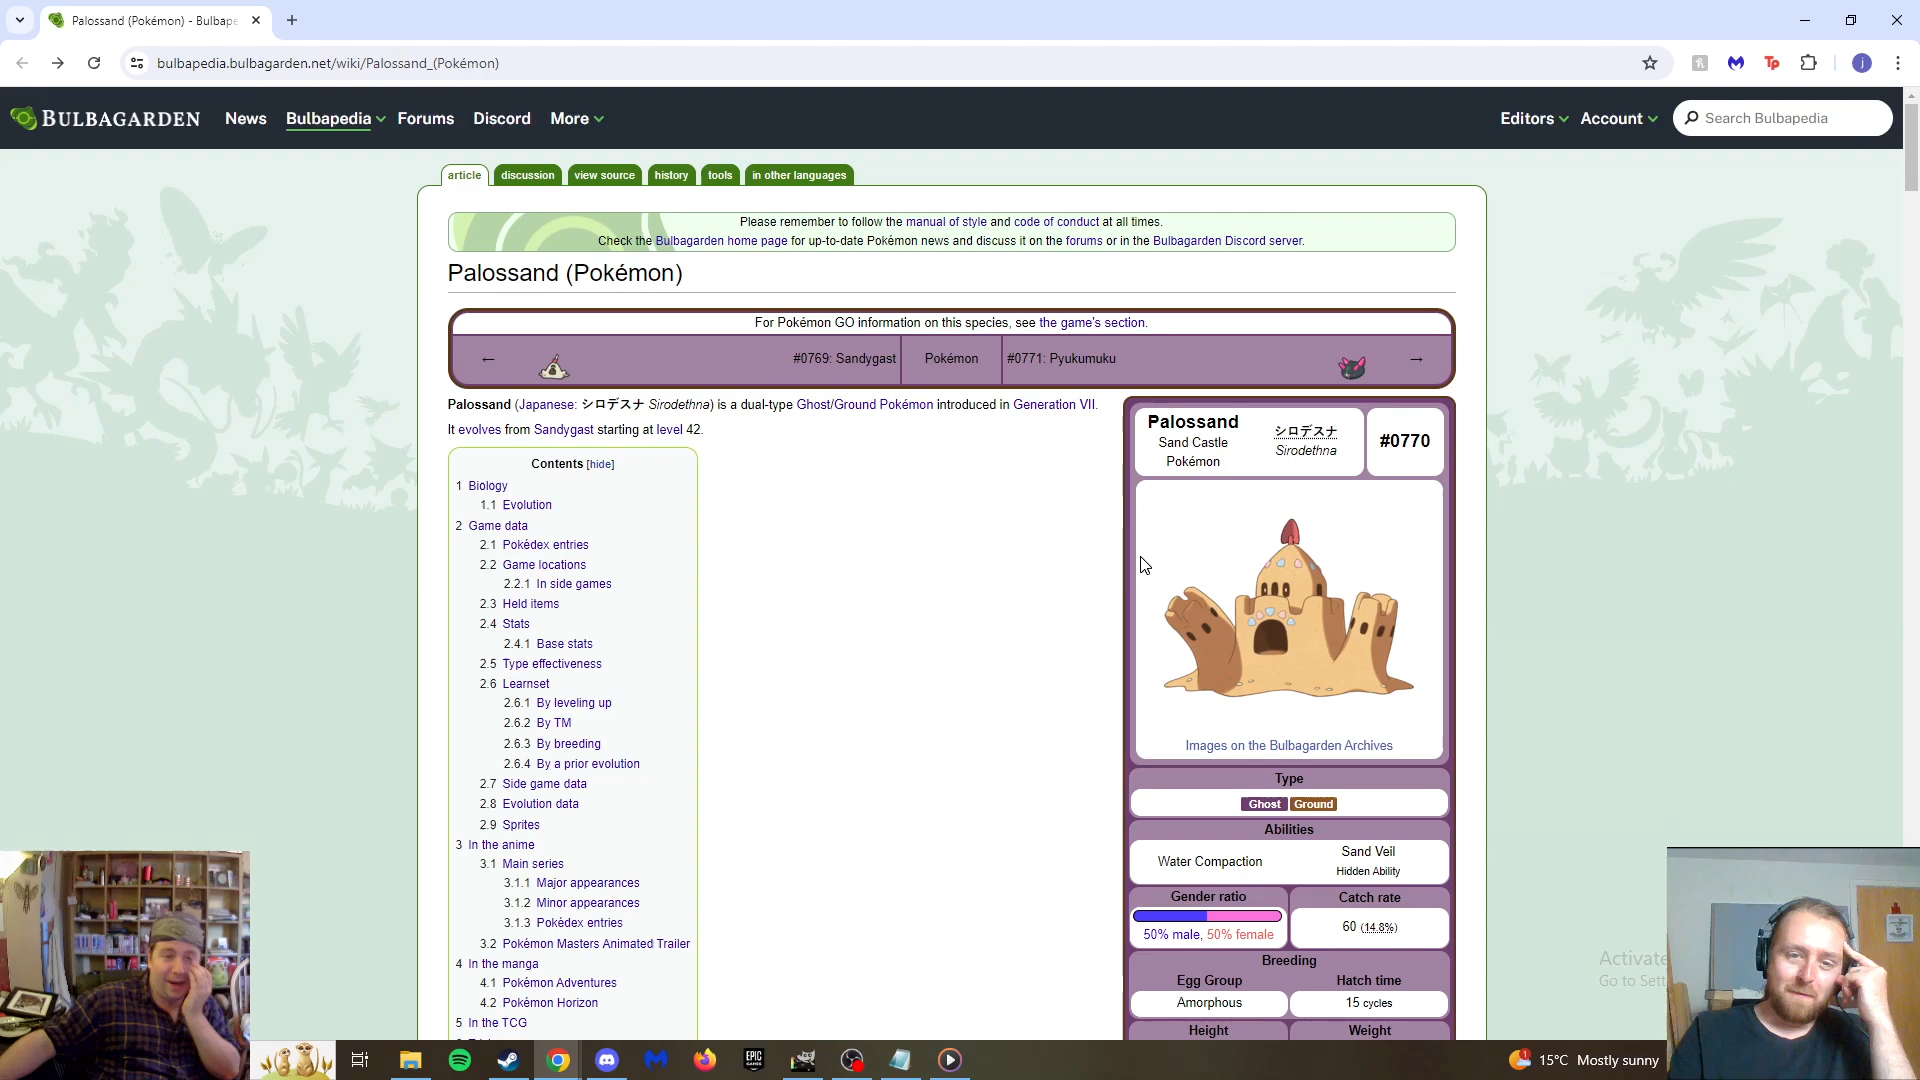 Palossand (Pokémon) - Bulbape
bulbapedia.bulbagarden.net/wiki/Palossand_(Pokémon)
j
BULBAGARDEN
News
Bulbapedia
Forums
Discord
More
Editors
Account
Search Bulbapedia
article
discussion
view source
history
tools
in other languages
Please remember to follow the manual of style and code of conduct at all times.
Check the Bulbagarden home page for up-to-date Pokémon news and discuss it on the forums or in the Bulbagarden Discord server.
Palossand (Pokémon)
For Pokémon GO information on this species, see the game's section.
← #0769: Sandygast Pokémon #0771: Pyukumuku →
Palossand (Japanese: シロデスナ Sirodethna) is a dual-type Ghost/Ground Pokémon introduced in Generation VII.
It evolves from Sandygast starting at level 42.
Contents [hide]
1 Biology
1.1 Evolution
2 Game data
2.1 Pokédex entries
2.2 Game locations
2.2.1 In side games
2.3 Held items
2.4 Stats
2.4.1 Base stats
2.5 Type effectiveness
2.6 Learnset
2.6.1 By leveling up
2.6.2 By TM
2.6.3 By breeding
2.6.4 By a prior evolution
2.7 Side game data
2.8 Evolution data
2.9 Sprites
3 In the anime
3.1 Main series
3.1.1 Major appearances
3.1.2 Minor appearances
3.1.3 Pokédex entries
3.2 Pokémon Masters Animated Trailer
4 In the manga
4.1 Pokémon Adventures
4.2 Pokémon Horizon
5 In the TCG
Palossand
Sand Castle
Pokémon
シロデスナ
Sirodethna
#0770
Images on the Bulbagarden Archives
Type
Ghost Ground
Abilities
Water Compaction
Sand Veil
Hidden Ability
Gender ratio
50% male, 50% female
Catch rate
60 (14.8%)
Breeding
Egg Group
Amorphous
Hatch time
15 cycles
Height
Weight
Activate
Go to Sett
EPIC
GAMES
1
15°C Mostly sunny